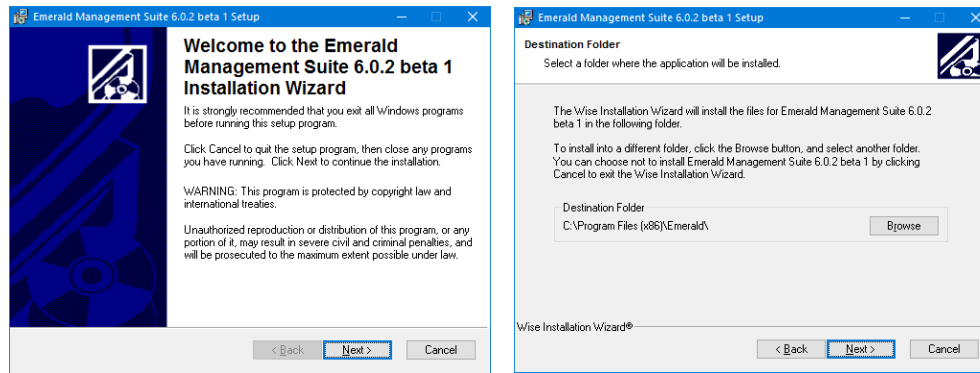 Emerald Management Suite 6.0.2 beta 1 Setup
Welcome to the Emerald
Management Suite 6.0.2 beta 1
Installation Wizard
It is strongly recommended that you exit all Windows programs
before running this setup program.
Click Cancel to quit the setup program, then close any programs
you have running. Click Next to continue the installation.
WARNING: This program is protected by copyright law and
international treaties.
Unauthorized reproduction or distribution of this program, or any
portion of it, may result in severe civil and criminal penalties, and
will be prosecuted to the maximum extent possible under law.
< Back
Next >
Cancel
Emerald Management Suite 6.0.2 beta 1 Setup
Destination Folder
Select a folder where the application will be installed.
The Wise Installation Wizard will install the files for Emerald Management Suite 6.0.2
beta 1 in the following folder.
To install into a different folder, click the Browse button, and select another folder.
You can choose not to install Emerald Management Suite 6.0.2 beta 1 by clicking
Cancel to exit the Wise Installation Wizard.
Destination Folder
C:\Program Files (x86)\Emerald\
Browse
Wise Installation Wizard®
< Back
Next >
Cancel